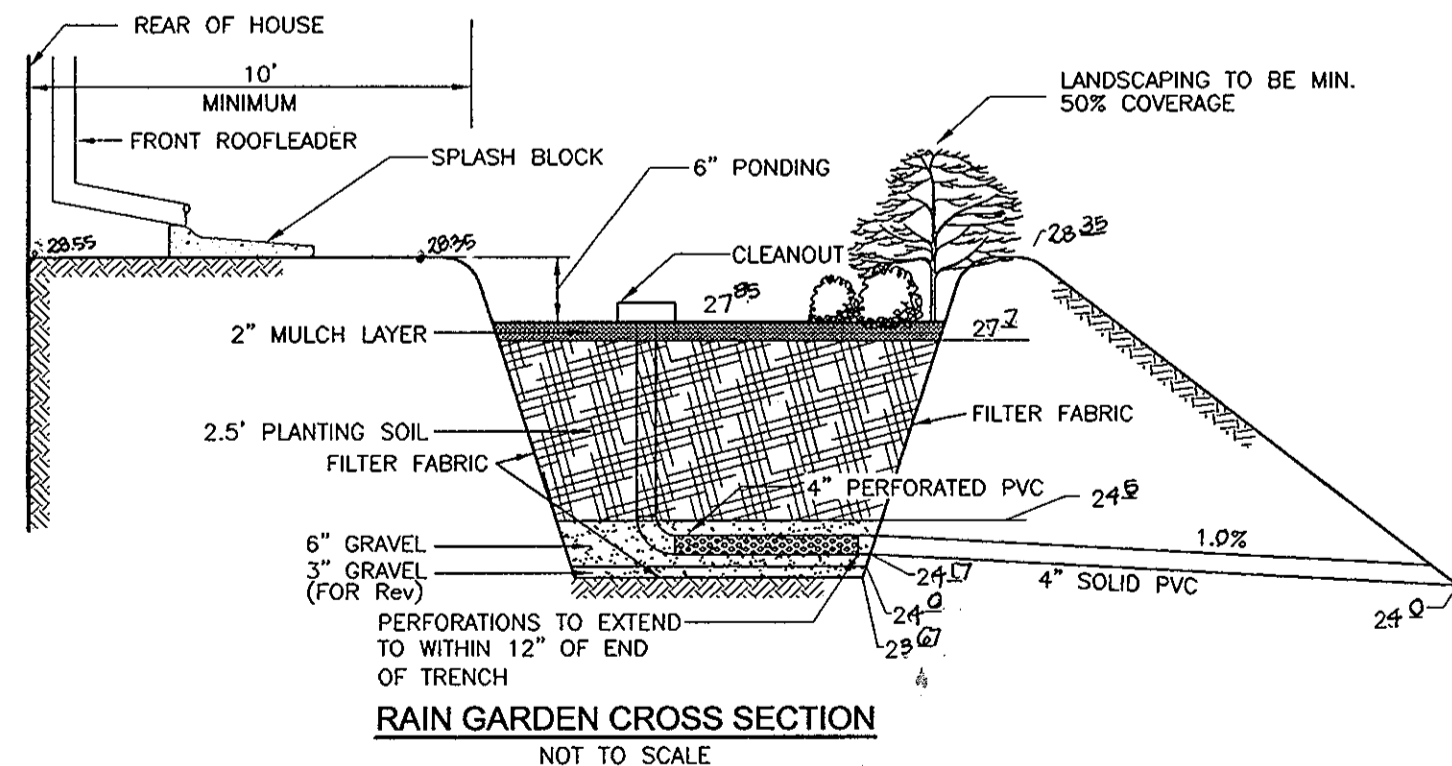 REAR OF HOUSE
10'
MINIMUM
LANDSCAPING TO BE MIN.
50% COVERAGE
FRONT ROOFLEADER
SPLASH BLOCK
6" PONDING
28.55
28.35
28 35
CLEANOUT
27 85
2" MULCH LAYER
27 7
2.5' PLANTING SOIL
FILTER FABRIC
FILTER FABRIC
4" PERFORATED PVC
24 5
6" GRAVEL
1.0%
3" GRAVEL
(FOR Rev)
24 17
4" SOLID PVC
24 0
24 0
23 67
PERFORATIONS TO EXTEND
TO WITHIN 12" OF END
OF TRENCH
RAIN GARDEN CROSS SECTION
NOT TO SCALE